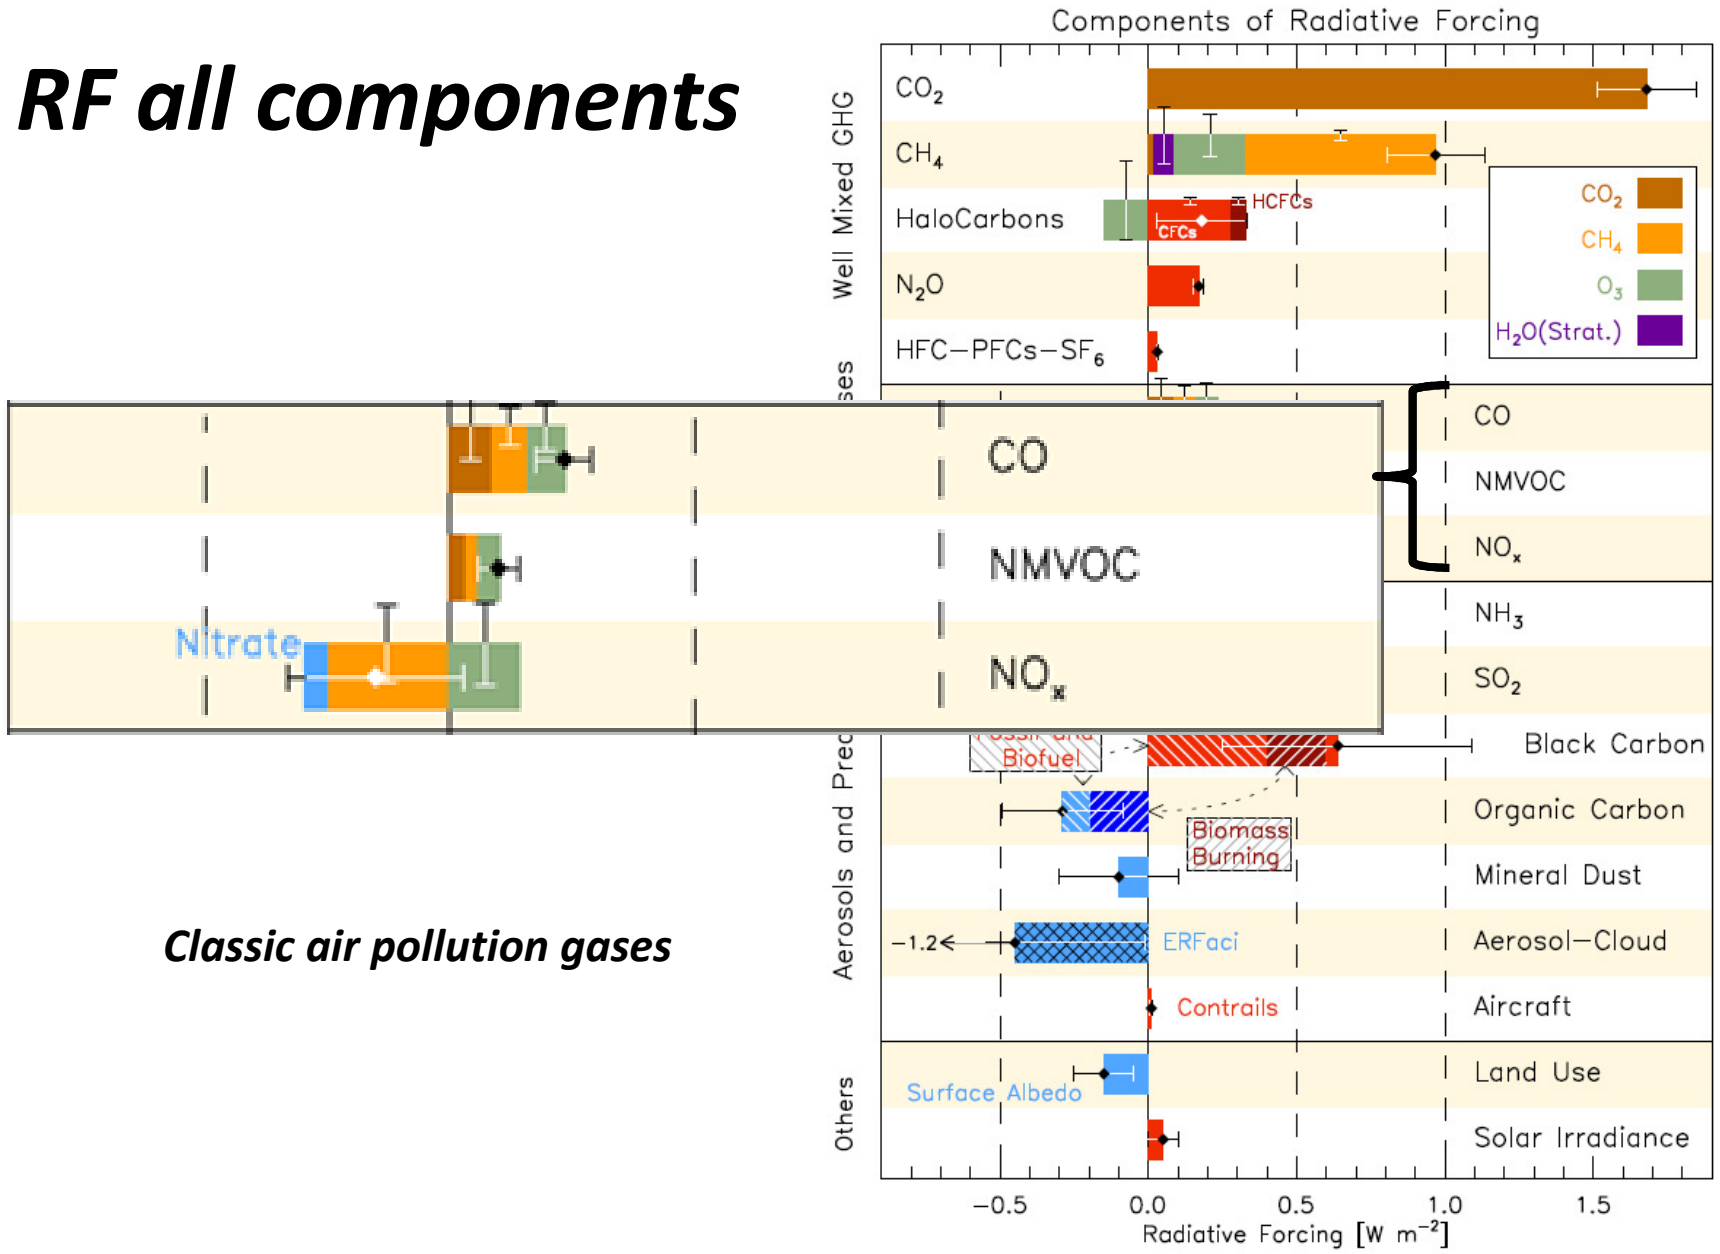 RF all components
Components of Radiative Forcing
Well Mixed GHG
CO₂
CH₄
HaloCarbons
HCFCs
CFCs
N₂O
HFC–PFCs–SF₆
CO₂
CH₄
O₃
H₂O(Strat.)
CO
NMVOC
NOₓ
CO
NMVOC
Nitrate
NOₓ
NH₃
SO₂
Aerosols and
Biofuel
Black Carbon
Organic Carbon
Biomass
Burning
Mineral Dust
Classic air pollution gases
−1.2
ERFaci
Aerosol–Cloud
Contrails
Aircraft
Others
Surface Albedo
Land Use
Solar Irradiance
−0.5 0.0 0.5 1.0 1.5
Radiative Forcing [W m⁻²]